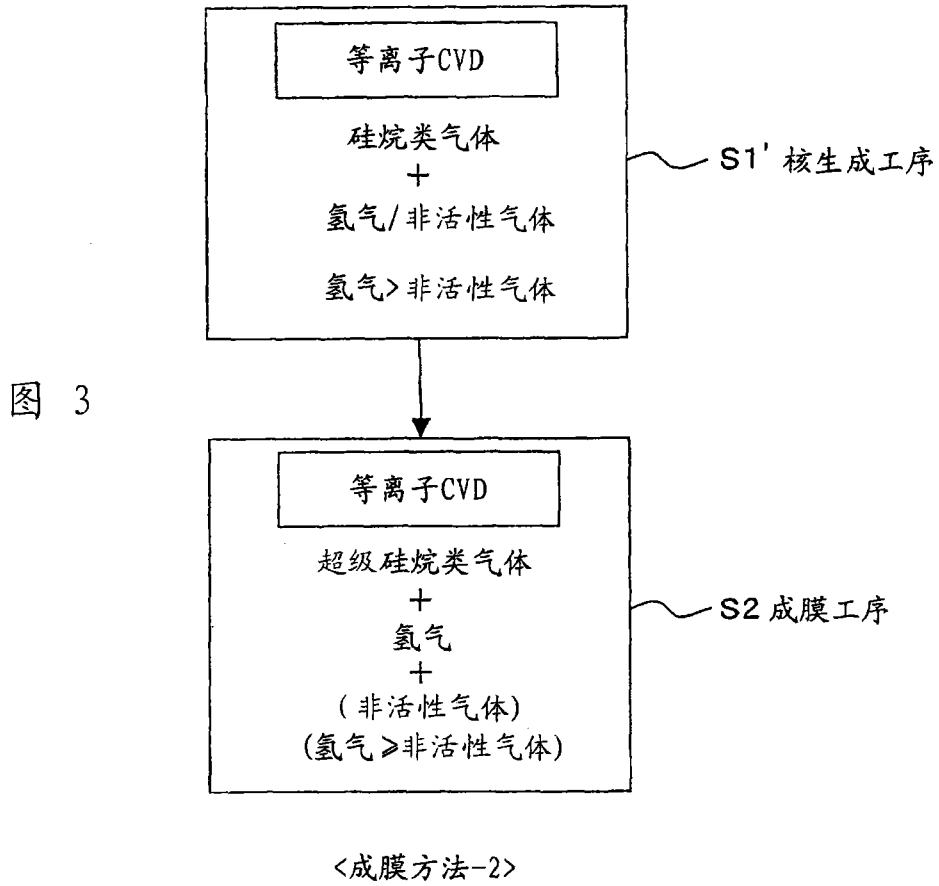 等离子CVD
硅烷类气体
+
氢气/非活性气体
氢气>非活性气体
S1' 核生成工序
图 3
等离子CVD
超级硅烷类气体
+
氢气
+
(非活性气体)
(氢气≥非活性气体)
S2 成膜工序
<成膜方法-2>